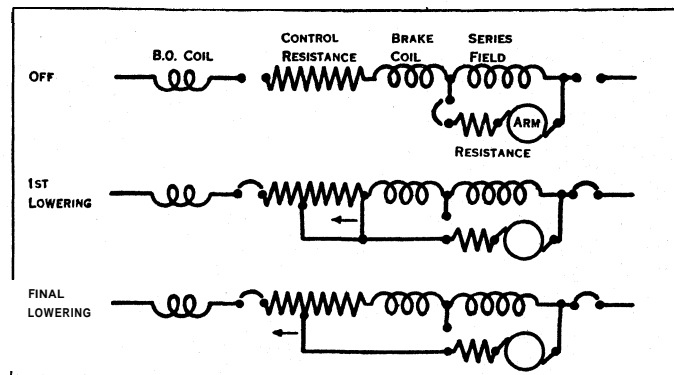 B.O. COIL
CONTROL
RESISTANCE
BRAKE
COIL
SERIES
FIELD
OFF
ARM
RESISTANCE
1ST
LOWERING
FINAL
LOWERING